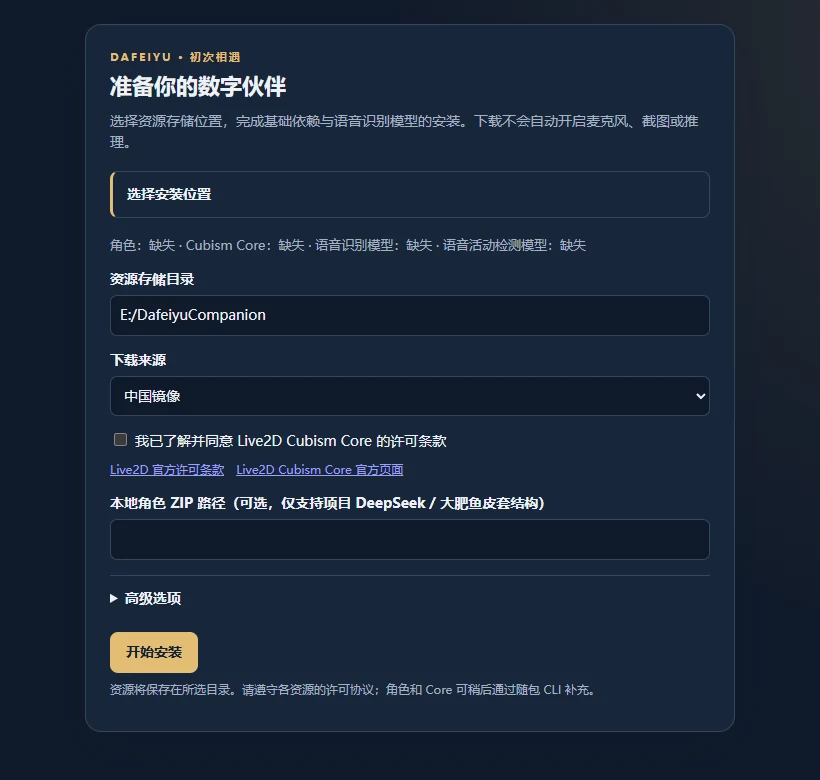 DAFEIYU • 初次相遇
准备你的数字伙伴
选择资源存储位置，完成基础依赖与语音识别模型的安装。下载不会自动开启麦克风、截图或推
理。
选择安装位置
角色：缺失 · Cubism Core：缺失 · 语音识别模型：缺失 · 语音活动检测模型：缺失
资源存储目录
E:/DafeiyuCompanion
下载来源
中国镜像
我已了解并同意 Live2D Cubism Core 的许可条款
Live2D 官方许可条款 Live2D Cubism Core 官方页面
本地角色 ZIP 路径（可选，仅支持项目 DeepSeek / 大肥鱼皮套结构）
高级选项
开始安装
资源将保存在所选目录。请遵守各资源的许可协议；角色和 Core 可稍后通过随包 CLI 补充。